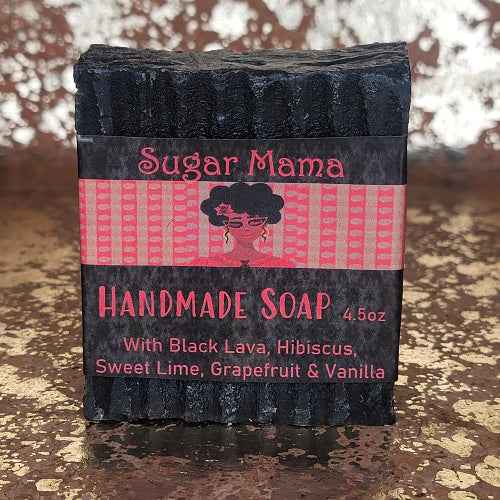 Sugar Mama
HANDMADE SOAP 4.5oz
With Black Lava, Hibiscus,
Sweet Lime, Grapefruit & Vanilla